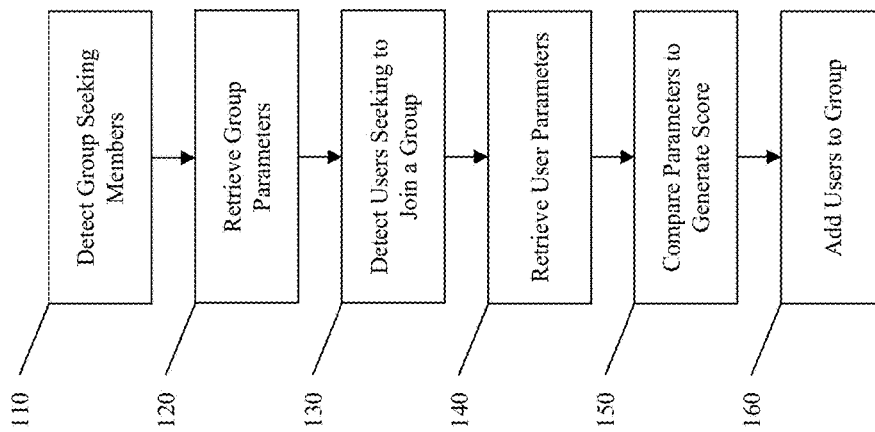 110
Detect Group Seeking
Members
120
Retrieve Group
Parameters
130
Detect Users Seeking to
Join a Group
140
Retrieve User Parameters
150
Compare Parameters to
Generate Score
160
Add Users to Group